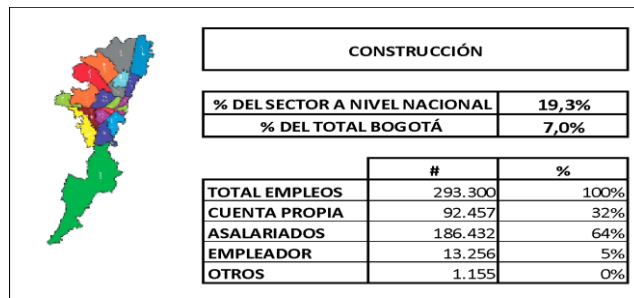 CONSTRUCCIÓN
% DEL SECTOR A NIVEL NACIONAL 19,3%
% DEL TOTAL BOGOTÁ 7,0%
# %
TOTAL EMPLEOS 293.300 100%
CUENTA PROPIA 92.457 32%
ASALARIADOS 186.432 64%
EMPLEADOR 13.256 5%
OTROS 1.155 0%